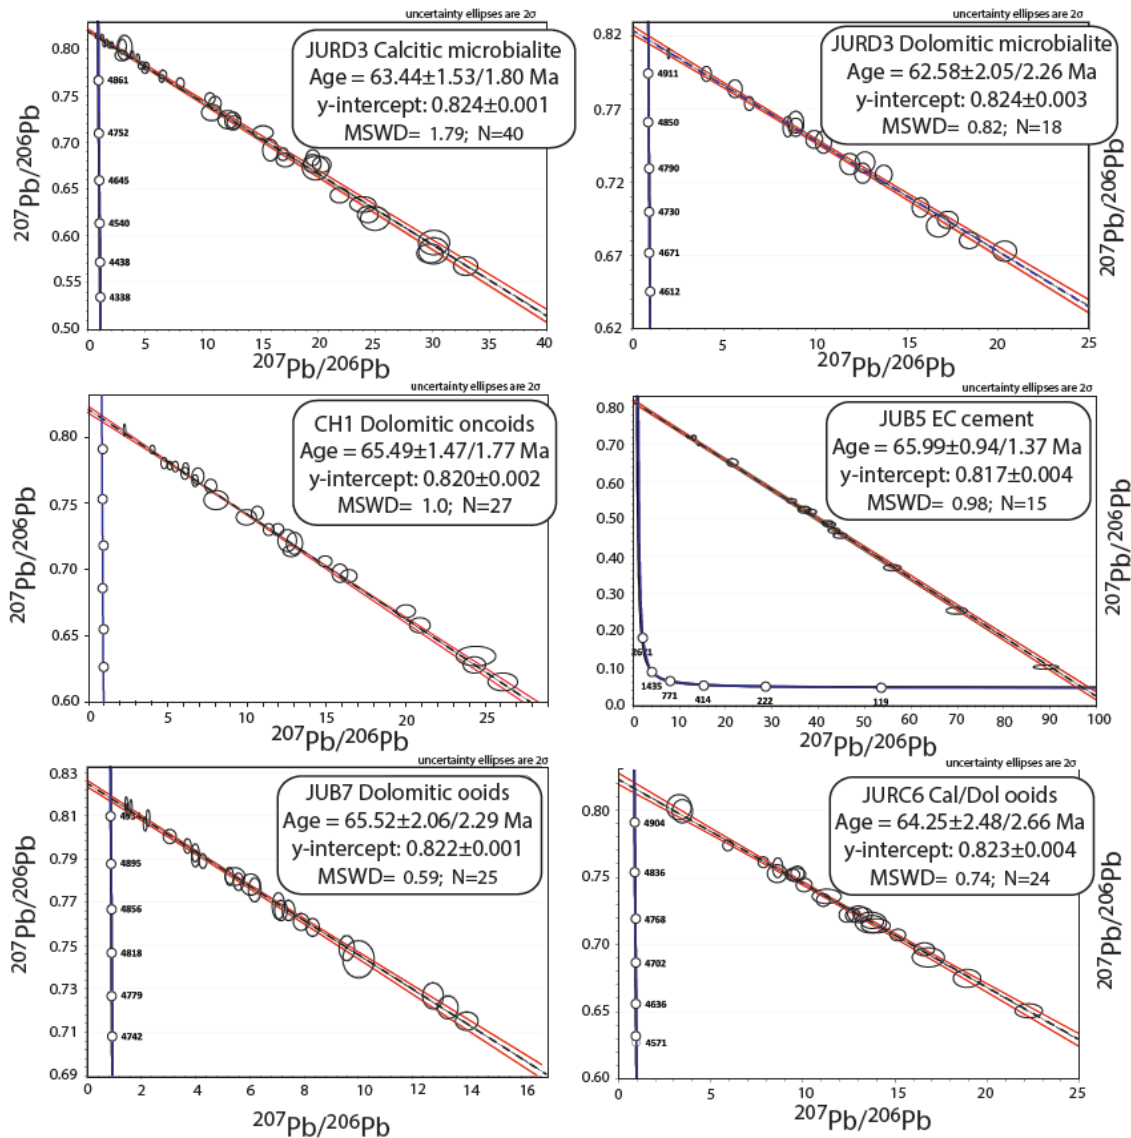 uncertainty ellipses are 2σ
JURD3 Calcitic microbialite
Age = 63.44±1.53/1.80 Ma
y-intercept: 0.824±0.001
MSWD= 1.79; N=40
207Pb/206Pb
0.80
0.75
0.70
0.65
0.60
0.55
0.50
4861
4752
4645
4540
4438
4338
0 5 10 15 20 25 30 35 40
207Pb/206Pb
uncertainty ellipses are 2σ
JURD3 Dolomitic microbialite
Age = 62.58±2.05/2.26 Ma
y-intercept: 0.824±0.003
MSWD= 0.82; N=18
0.82
0.77
0.72
0.67
0.62
4911
4850
4790
4730
4671
4612
0 5 10 15 20 25
207Pb/206Pb
207Pb/206Pb
uncertainty ellipses are 2σ
CH1 Dolomitic oncoids
Age = 65.49±1.47/1.77 Ma
y-intercept: 0.820±0.002
MSWD= 1.0; N=27
207Pb/206Pb
0.80
0.75
0.70
0.65
0.60
0 5 10 15 20 25
207Pb/206Pb
uncertainty ellipses are 2σ
JUB5 EC cement
Age = 65.99±0.94/1.37 Ma
y-intercept: 0.817±0.004
MSWD= 0.98; N=15
0.80
0.70
0.60
0.50
0.40
0.30
0.20
0.10
0.0
1435
771
414
222
119
0 10 20 30 40 50 60 70 80 90 100
207Pb/206Pb
207Pb/206Pb
uncertainty ellipses are 2σ
JUB7 Dolomitic ooids
Age = 65.52±2.06/2.29 Ma
y-intercept: 0.822±0.001
MSWD= 0.59; N=25
207Pb/206Pb
0.83
0.81
0.79
0.77
0.75
0.73
0.71
0.69
4895
4856
4818
4779
4742
0 2 4 6 8 10 12 14 16
207Pb/206Pb
uncertainty ellipses are 2σ
JURC6 Cal/Dol ooids
Age = 64.25±2.48/2.66 Ma
y-intercept: 0.823±0.004
MSWD= 0.74; N=24
0.80
0.75
0.70
0.65
0.60
4904
4836
4768
4702
4636
4571
0 5 10 15 20 25
207Pb/206Pb
207Pb/206Pb